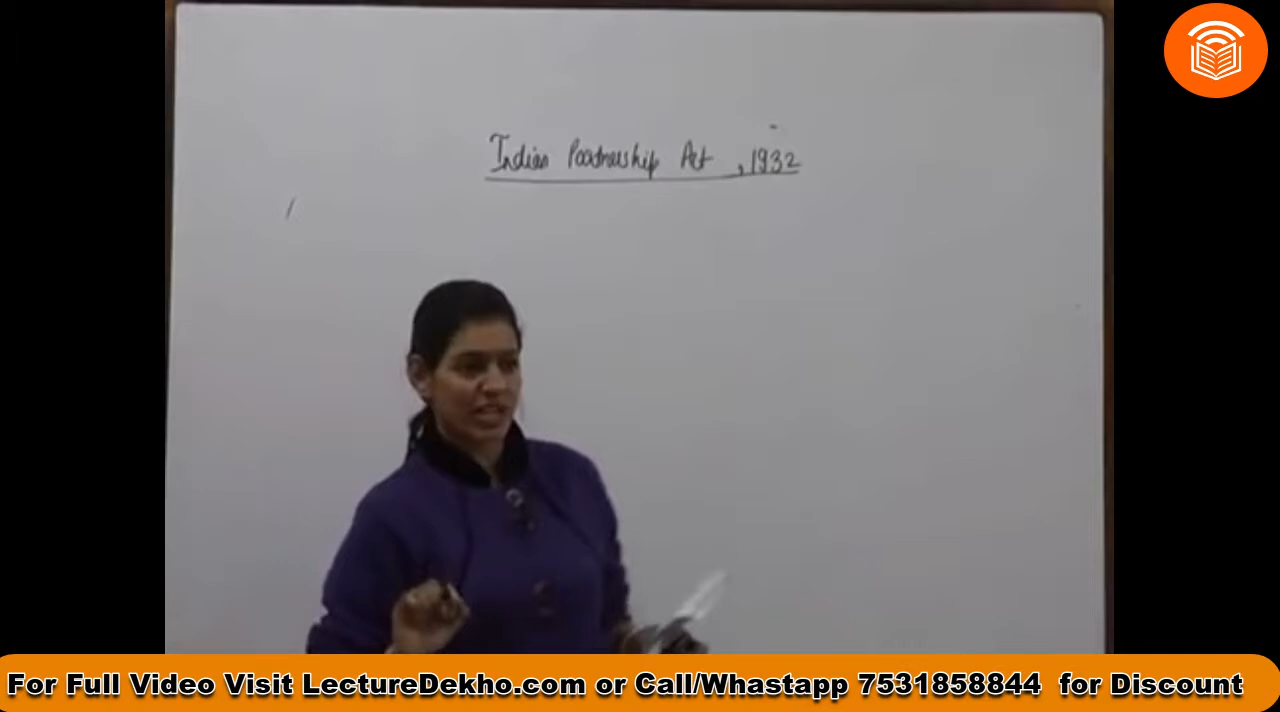 Indian Partnership Act , 1932
For Full Video Visit LectureDekho.com or Call/Whastapp 7531858844 for Discount